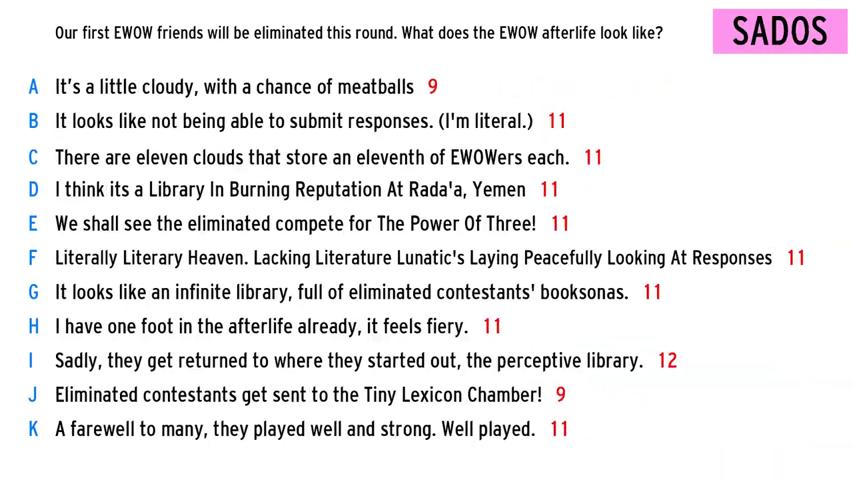 Our first EWOW friends will be eliminated this round. What does the EWOW afterlife look like?
SADOS
A It's a little cloudy, with a chance of meatballs 9
B It looks like not being able to submit responses. (I'm literal.) 11
C There are eleven clouds that store an eleventh of EWOWers each. 11
D I think its a Library In Burning Reputation At Rada'a, Yemen 11
E We shall see the eliminated compete for The Power Of Three! 11
F Literally Literary Heaven. Lacking Literature Lunatic's Laying Peacefully Looking At Responses 11
G It looks like an infinite library, full of eliminated contestants' booksonas. 11
H I have one foot in the afterlife already, it feels fiery. 11
I Sadly, they get returned to where they started out, the perceptive library. 12
J Eliminated contestants get sent to the Tiny Lexicon Chamber! 9
K A farewell to many, they played well and strong. Well played. 11